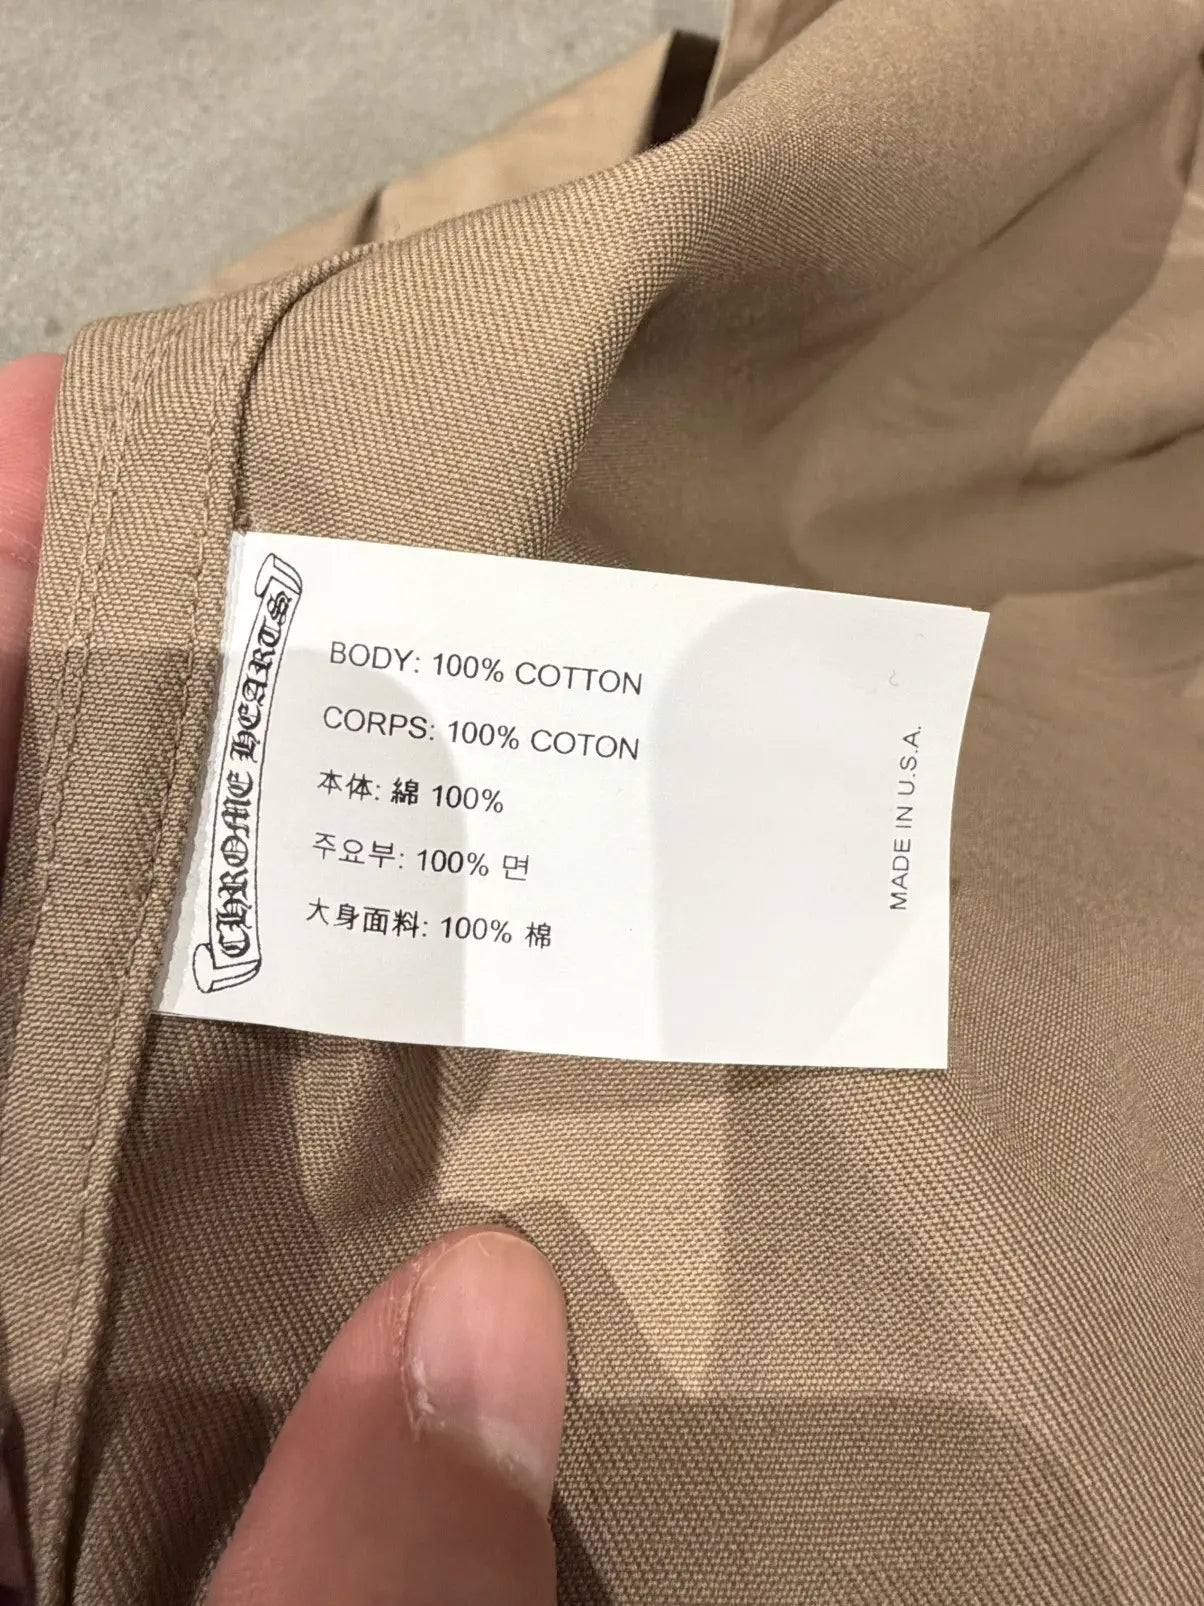 CHROME HEARTS
BODY: 100% COTTON
CORPS: 100% COTON
本体: 綿 100%
주요부: 100% 면
大身面料: 100% 棉
MADE IN U.S.A.